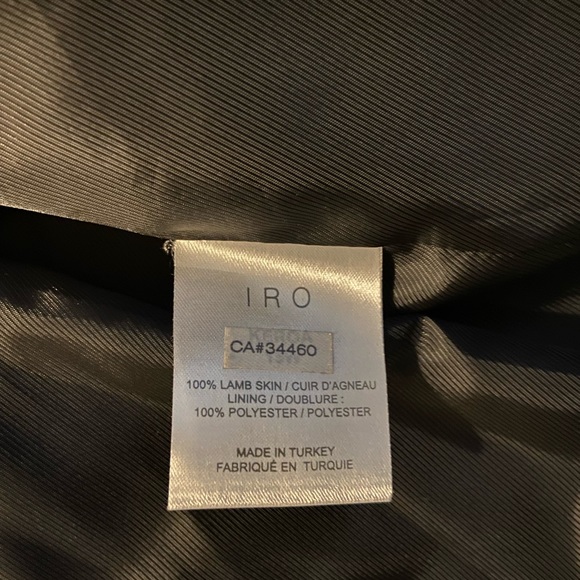 IRO
CA#34460
100% LAMB SKIN / CUIR D'AGNEAU
LINING / DOUBLURE :
100% POLYESTER / POLYESTER
MADE IN TURKEY
FABRIQUÉ EN TURQUIE